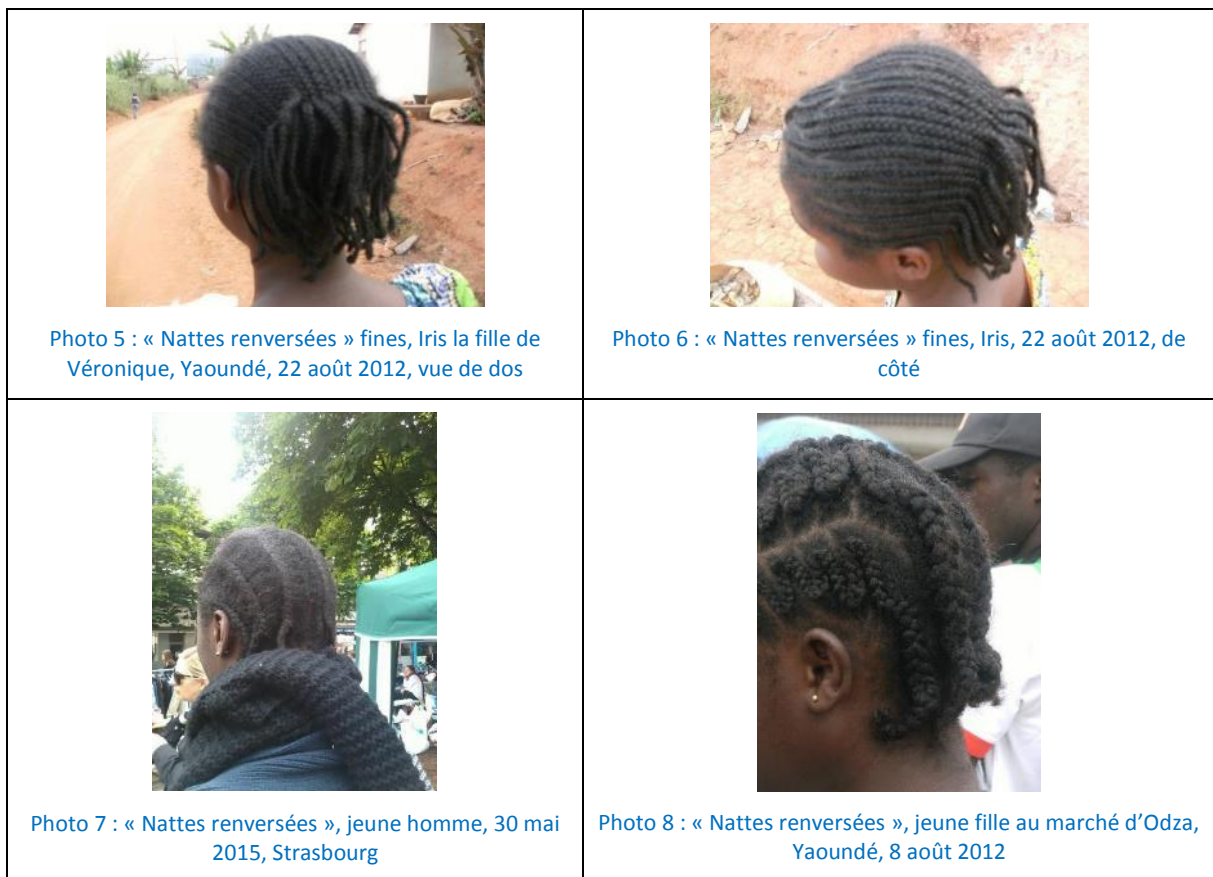 Photo 5 : « Nattes renversées » fines, Iris la fille de
Véronique, Yaoundé, 22 août 2012, vue de dos
Photo 6 : « Nattes renversées » fines, Iris, 22 août 2012, de
côté
Photo 7 : « Nattes renversées », jeune homme, 30 mai
2015, Strasbourg
Photo 8 : « Nattes renversées », jeune fille au marché d’Odza,
Yaoundé, 8 août 2012